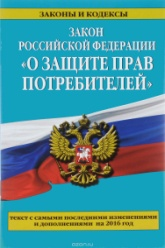 ЗАКОНЫ И КОДЕКСЫ
ЗАКОН
РОССИЙСКОЙ ФЕДЕРАЦИИ
«О ЗАЩИТЕ ПРАВ
ПОТРЕБИТЕЛЕЙ»
текст с самыми последними изменениями
и дополнениями на 2016 год